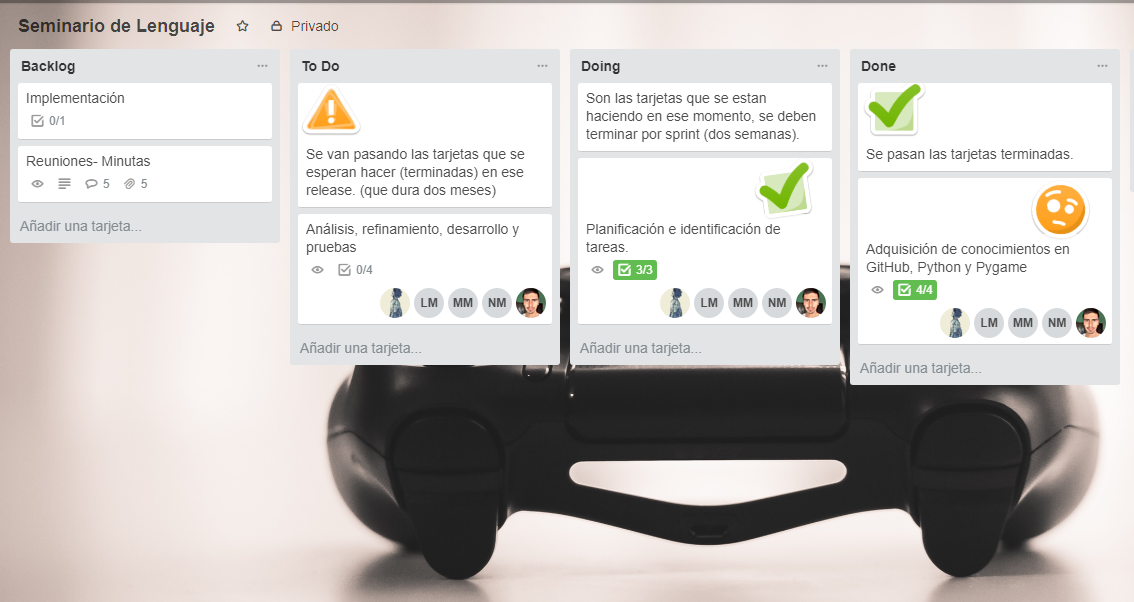 Seminario de Lenguaje
Privado
Backlog
Implementación
0/1
Reuniones- Minutas
5
5
Añadir una tarjeta...
To Do
Se van pasando las tarjetas que se
esperan hacer (terminadas) en ese
release. (que dura dos meses)
Análisis, refinamiento, desarrollo y
pruebas
0/4
LM MM NM
Añadir una tarjeta...
Doing
Son las tarjetas que se estan
haciendo en ese momento, se deben
terminar por sprint (dos semanas).
Planificación e identificación de
tareas.
3/3
LM MM NM
Añadir una tarjeta...
Done
Se pasan las tarjetas terminadas.
Adquisición de conocimientos en
GitHub, Python y Pygame
4/4
LM MM NM
Añadir una tarjeta...